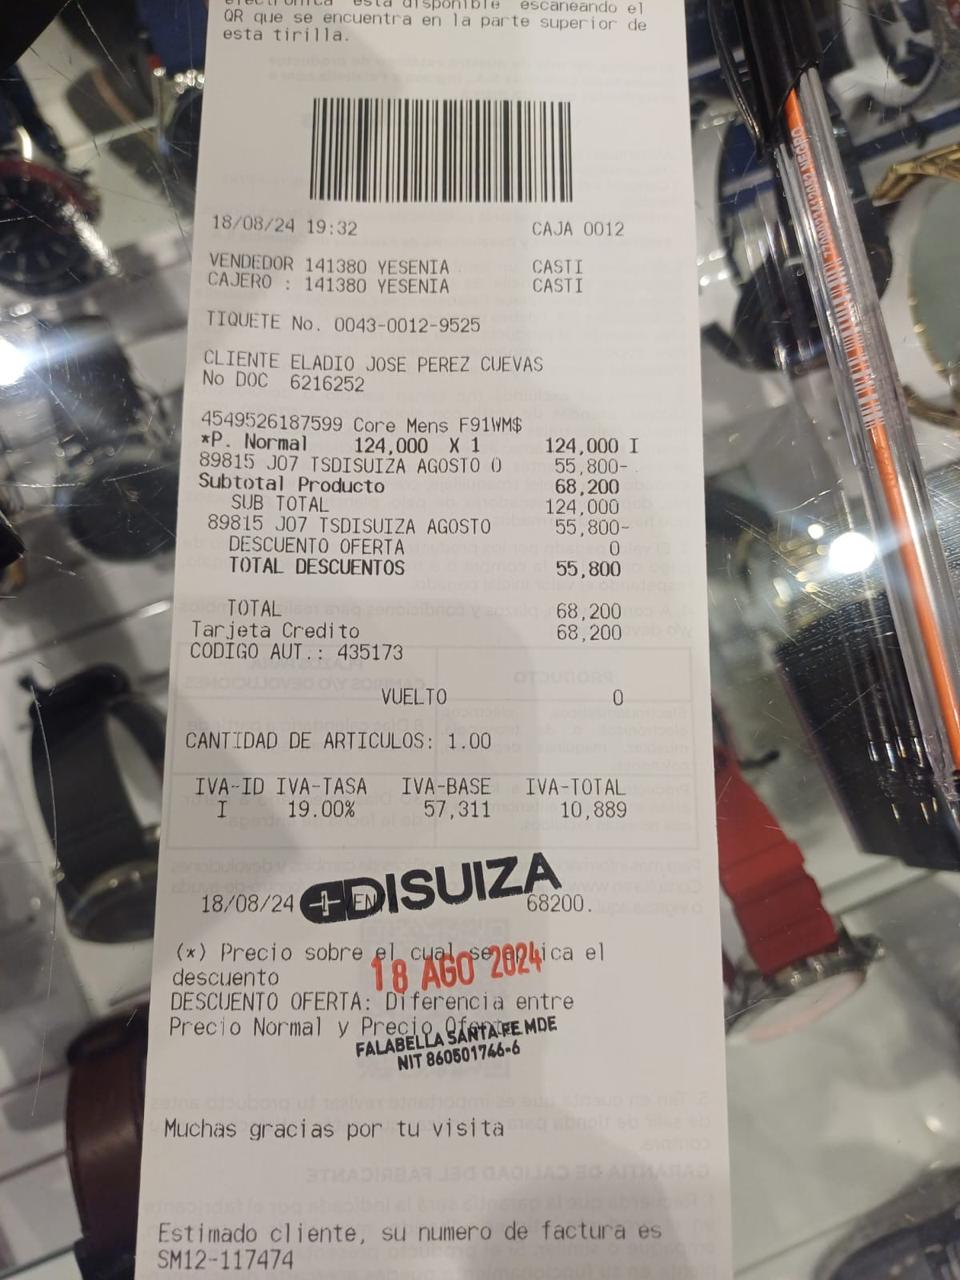 electrónica está disponible escaneando el
QR que se encuentra en la parte superior de
esta tirilla.
18/08/24 19:32 CAJA 0012
VENDEDOR 141380 YESENIA CASTI
CAJERO : 141380 YESENIA CASTI
TIQUETE No. 0043-0012-9525
CLIENTE ELADIO JOSE PEREZ CUEVAS
No DOC 6216252
4549526187599 Core Mens F91WM$
*P. Normal 124,000 X 1 124,000 I
89815 J07 TSDISUIZA AGOSTO 0 55,800-
Subtotal Producto 68,200
SUB TOTAL 124,000
89815 J07 TSDISUIZA AGOSTO 55,800-
DESCUENTO OFERTA 0
TOTAL DESCUENTOS 55,800
TOTAL 68,200
Tarjeta Credito 68,200
CODIGO AUT.: 435173
VUELTO 0
CANTIDAD DE ARTICULOS: 1.00
IVA-ID IVA-TASA IVA-BASE IVA-TOTAL
I 19.00% 57,311 10,889
DISUIZA
18/08/24 EN 68200.
(*) Precio sobre el cual se aplica el
18 AGO 2024
descuento
DESCUENTO OFERTA: Diferencia entre
Precio Normal y Precio Oferta
FALABELLA SANTA FE MDE
NIT 860501746-6
Muchas gracias por tu visita
Estimado cliente, su numero de factura es
SM12-117474